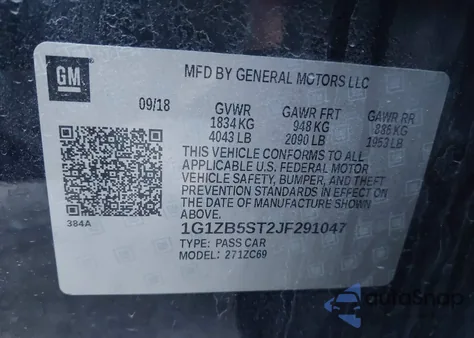 GM
MFD BY GENERAL MOTORS LLC
09/18 GVWR GAWR FRT GAWR RR
1834 KG 948 KG 886 KG
4043 LB 2090 LB 1953 LB
THIS VEHICLE CONFORMS TO ALL
APPLICABLE U.S. FEDERAL MOTOR
VEHICLE SAFETY, BUMPER, AND THEFT
PREVENTION STANDARDS IN EFFECT ON
THE DATE OF MANUFACTURE SHOWN
ABOVE.
1G1ZB5ST2JF291047
TYPE: PASS CAR
MODEL: 271ZC69
384A
autoSnap